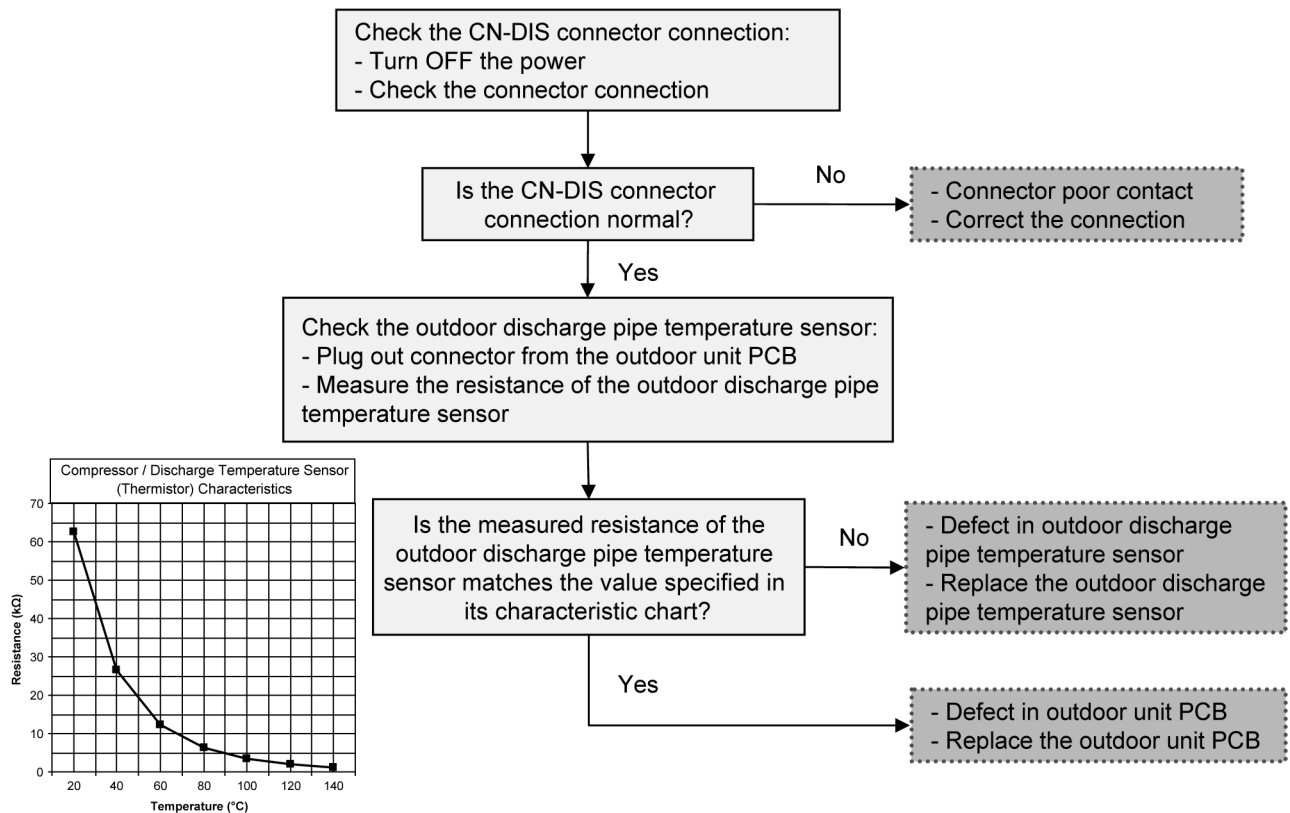 Check the CN-DIS connector connection:
- Turn OFF the power
- Check the connector connection
Is the CN-DIS connector
connection normal?
No
- Connector poor contact
- Correct the connection
Yes
Check the outdoor discharge pipe temperature sensor:
- Plug out connector from the outdoor unit PCB
- Measure the resistance of the outdoor discharge pipe
temperature sensor
Is the measured resistance of the
outdoor discharge pipe temperature
sensor matches the value specified in
its characteristic chart?
No
- Defect in outdoor discharge
pipe temperature sensor
- Replace the outdoor discharge
pipe temperature sensor
Yes
- Defect in outdoor unit PCB
- Replace the outdoor unit PCB
Compressor / Discharge Temperature Sensor
(Thermistor) Characteristics
Resistance (kΩ)
70
60
50
40
30
20
10
0
20 40 60 80 100 120 140
Temperature (°C)